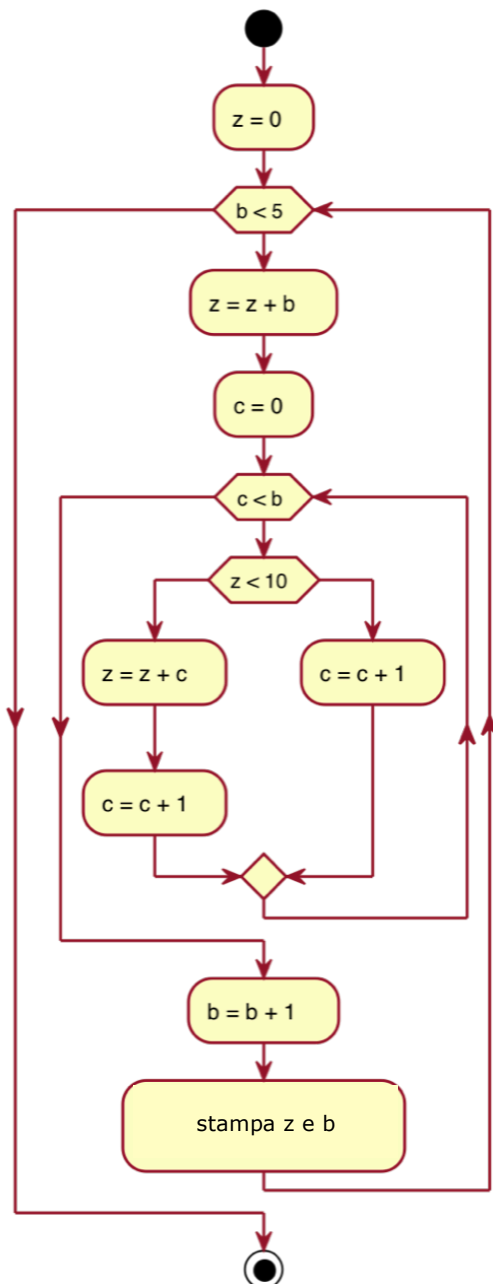 z = 0
b < 5
z = z + b
c = 0
c < b
z < 10
z = z + c
c = c + 1
c = c + 1
b = b + 1
stampa z e b